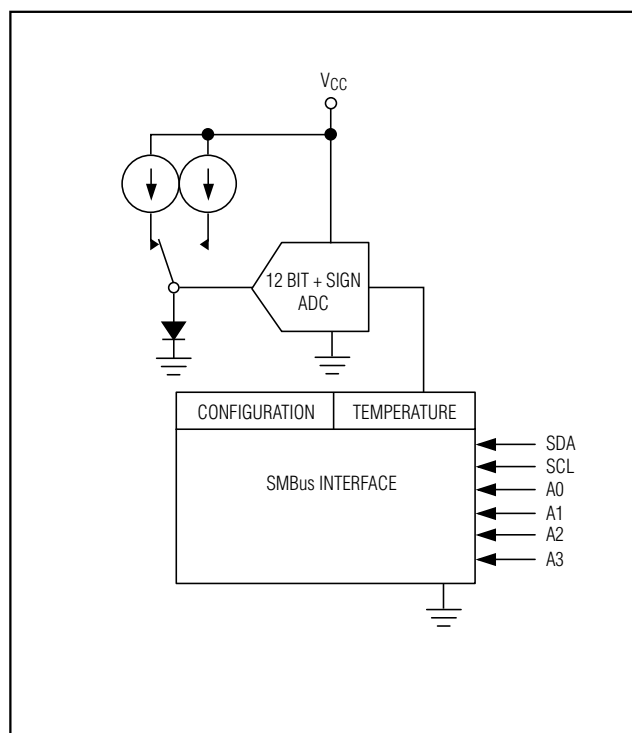 VCC
12 BIT + SIGN
ADC
CONFIGURATION
TEMPERATURE
SMBus INTERFACE
SDA
SCL
A0
A1
A2
A3